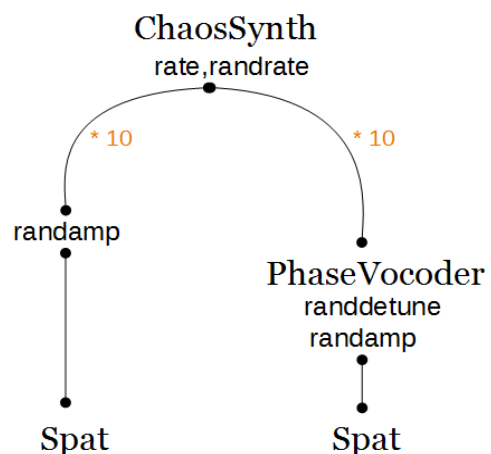 ChaosSynth
rate,randrate
* 10
* 10
randamp
PhaseVocoder
randdetune
randamp
Spat
Spat